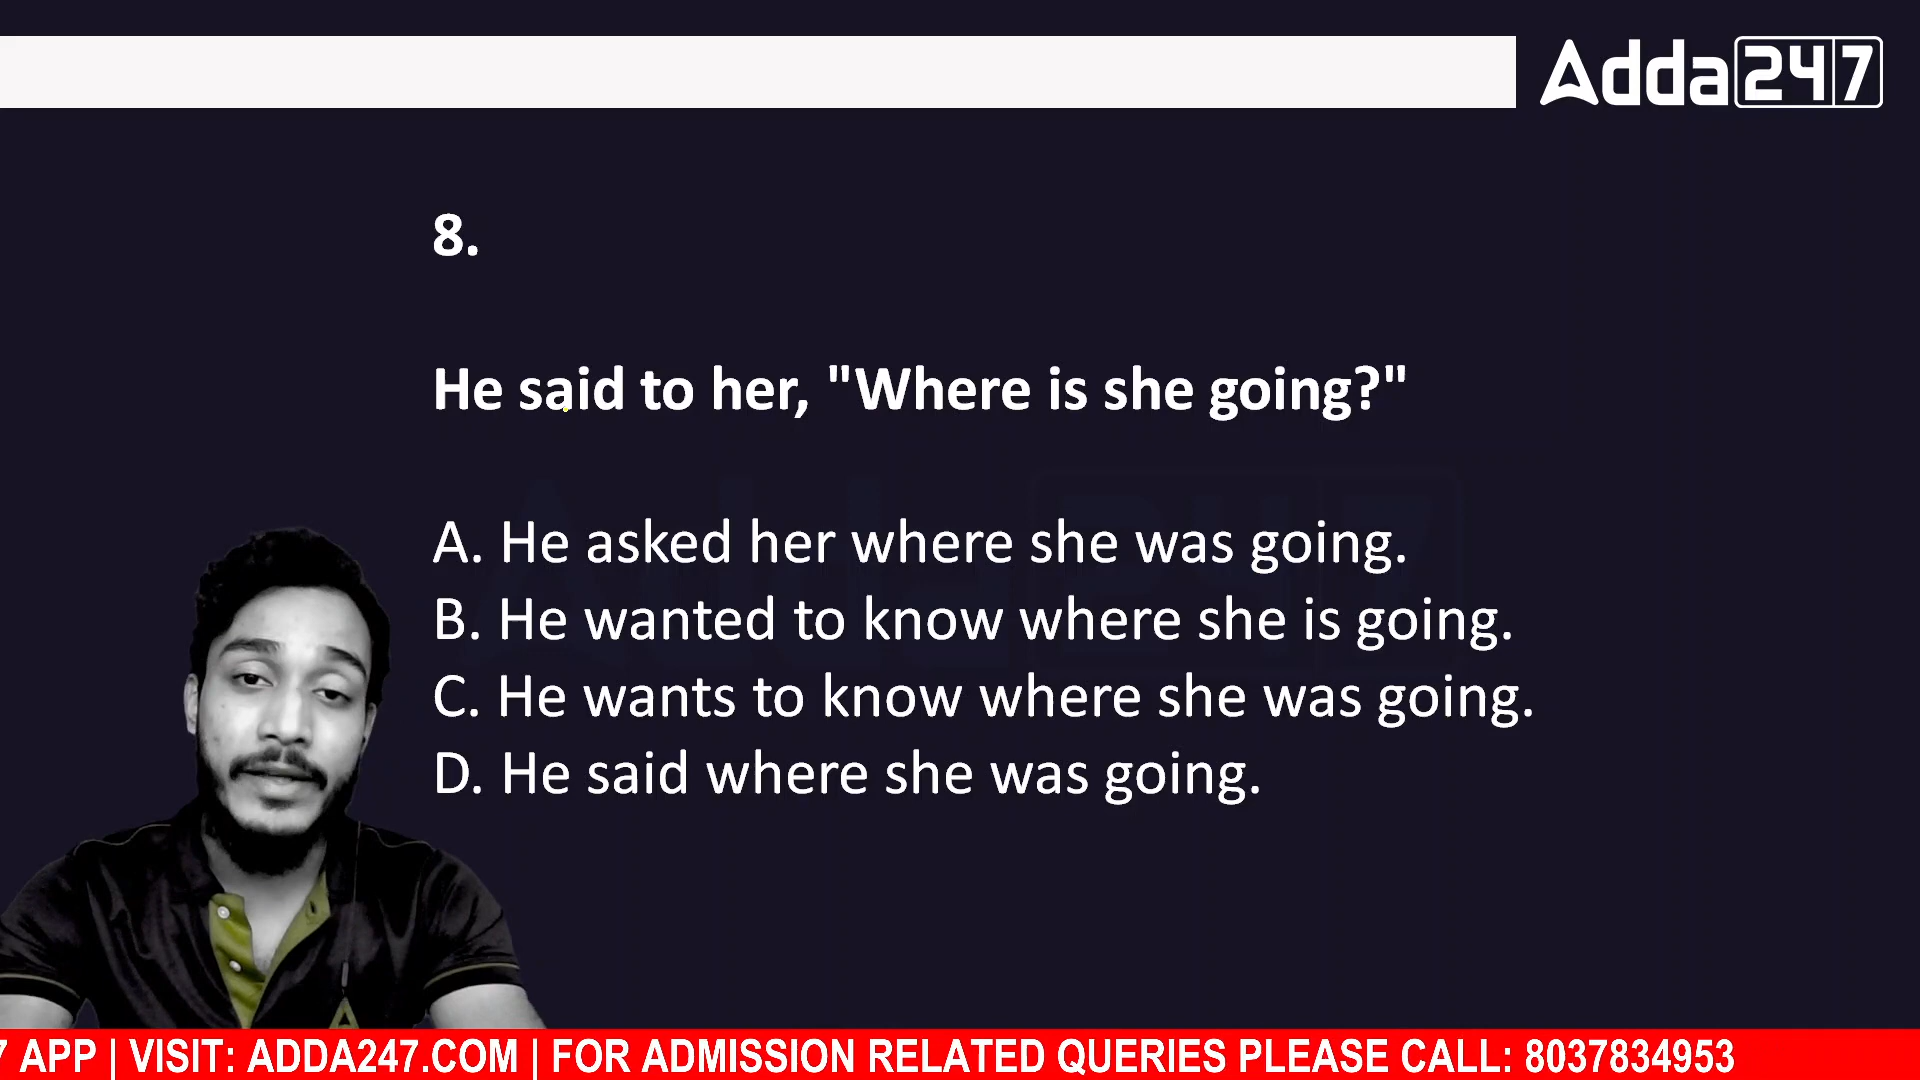 Adda247
8.
He said to her, "Where is she going?"
A. He asked her where she was going.
B. He wanted to know where she is going.
C. He wants to know where she was going.
D. He said where she was going.
7 APP | VISIT: ADDA247.COM | FOR ADMISSION RELATED QUERIES PLEASE CALL: 8037834953